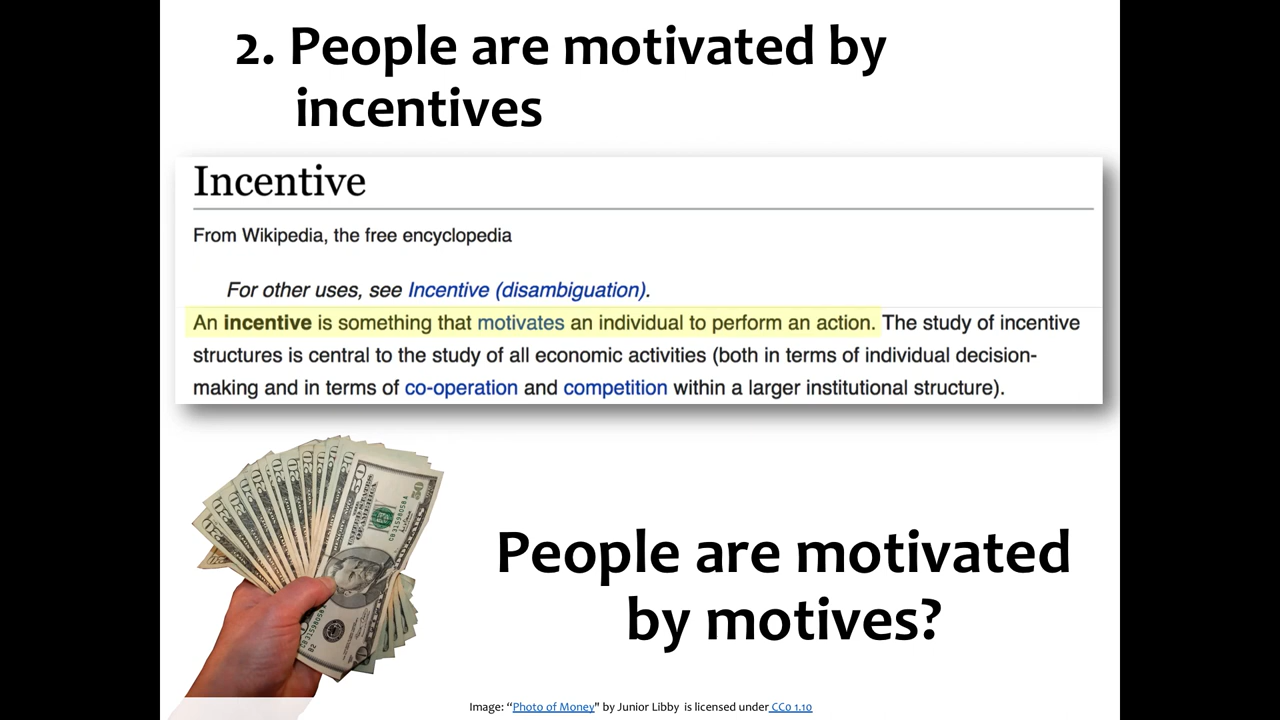 2. People are motivated by
incentives
Incentive
From Wikipedia, the free encyclopedia
For other uses, see Incentive (disambiguation).
An incentive is something that motivates an individual to perform an action. The study of incentive
structures is central to the study of all economic activities (both in terms of individual decision-
making and in terms of co-operation and competition within a larger institutional structure).
People are motivated
by motives?
Image: “Photo of Money" by Junior Libby is licensed under CC0 1.10